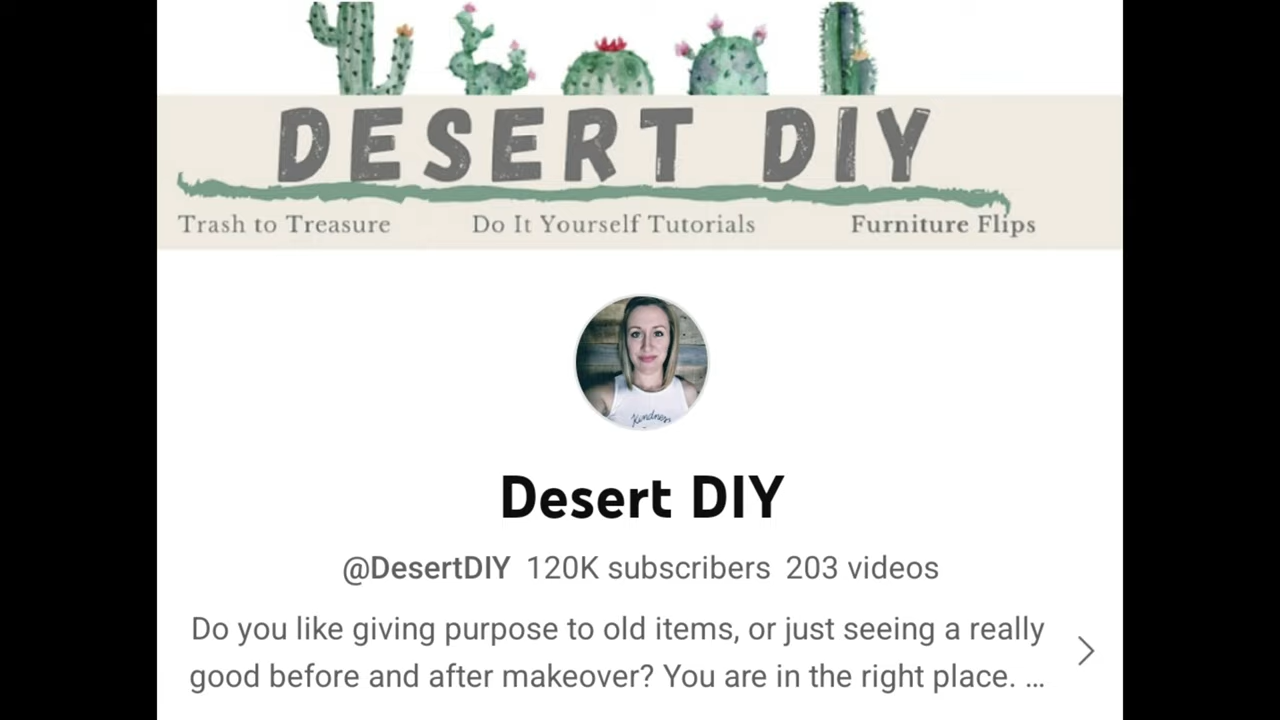 DESERT DIY
Trash to Treasure Do It Yourself Tutorials Furniture Flips
Kindness
Desert DIY
@DesertDIY 120K subscribers 203 videos
Do you like giving purpose to old items, or just seeing a really
good before and after makeover? You are in the right place. ...